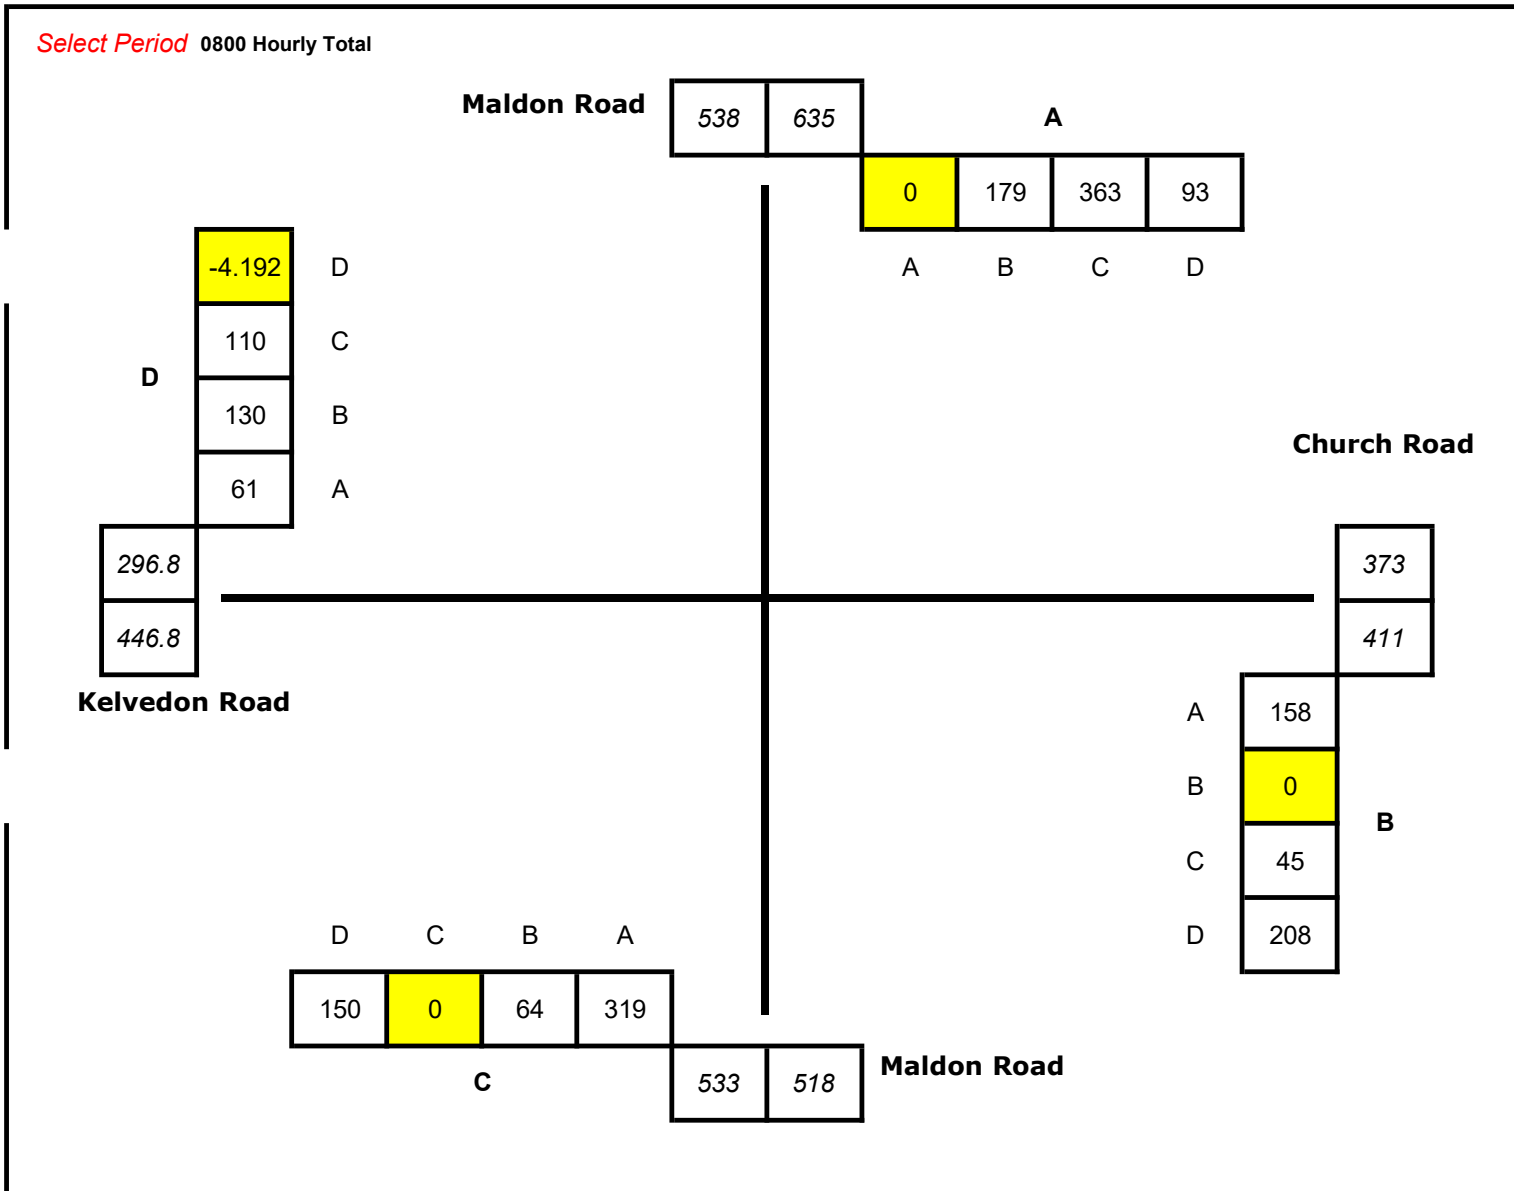 Select Period 0800 Hourly Total
Maldon Road 538 635 A
0 179 363 93
A B C D
-4.192 D
110 C
D
130 B
Church Road
61 A
296.8 373
446.8 411
Kelvedon Road
A 158
B 0
B
C 45
D C B A
D 208
150 0 64 319
Maldon Road
C 533 518